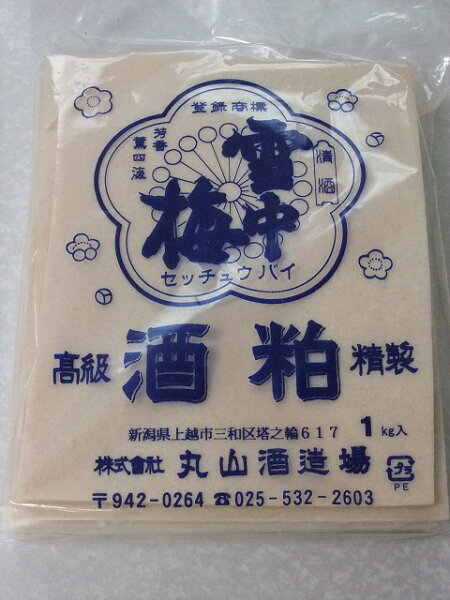 登録商標
芳香
薫四海
清酒
雪中梅
セッチュウバイ
高級 酒粕 精製
新潟県上越市三和区塔之輪617 1kg入
株式會社 丸山酒造場
〒942-0264 ☎025-532-2603
プラ
PE